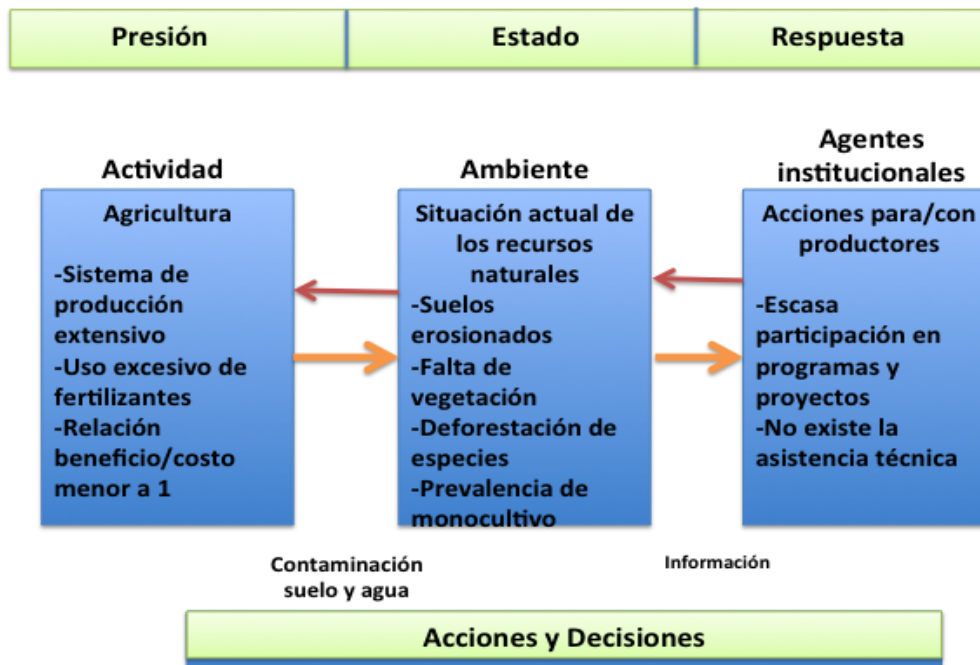 Presión
Estado
Respuesta
Actividad
Agricultura
-Sistema de
producción
extensivo
-Uso excesivo de
fertilizantes
-Relación
beneficio/costo
menor a 1
Ambiente
Situación actual de
los recursos
naturales
-Suelos
erosionados
-Falta de
vegetación
-Deforestación de
especies
-Prevalencia de
monocultivo
Agentes
institucionales
Acciones para/con
productores
-Escasa
participación en
programas y
proyectos
-No existe la
asistencia técnica
Contaminación
suelo y agua
Información
Acciones y Decisiones